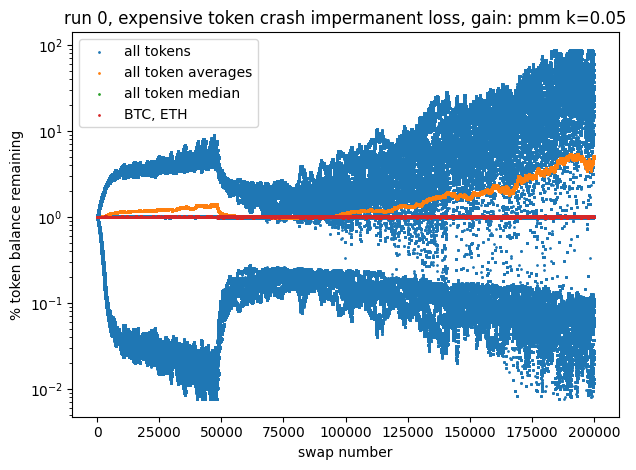 run 0, expensive token crash impermanent loss, gain: pmm k=0.05
all tokens
all token averages
all token median
BTC, ETH
% token balance remaining
10²
10¹
10⁰
10⁻¹
10⁻²
0 25000 50000 75000 100000 125000 150000 175000 200000
swap number